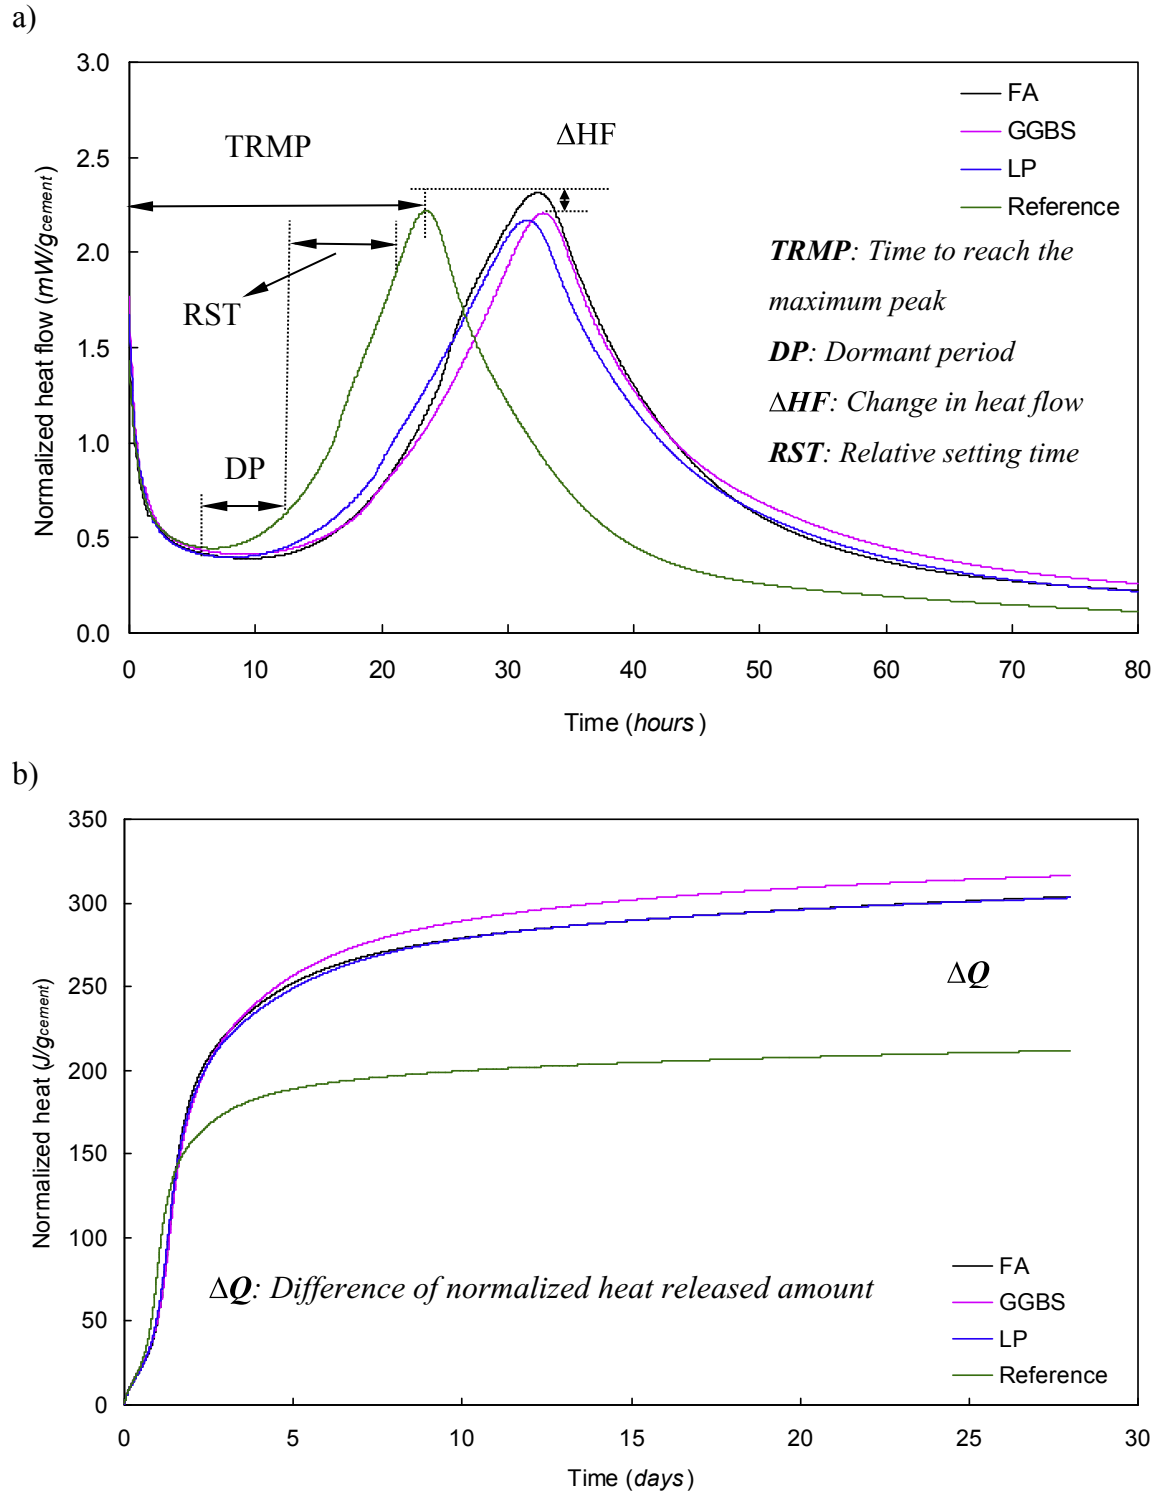 a)
3.0
2.5
2.0
1.5
1.0
0.5
0.0
Normalized heat flow (mW/gcement)
0 10 20 30 40 50 60 70 80
Time (hours)
TRMP
ΔHF
RST
DP
FA
GGBS
LP
Reference
TRMP: Time to reach the
maximum peak
DP: Dormant period
ΔHF: Change in heat flow
RST: Relative setting time
b)
350
300
250
200
150
100
50
0
Normalized heat (J/gcement)
0 5 10 15 20 25 30
Time (days)
ΔQ
ΔQ: Difference of normalized heat released amount
FA
GGBS
LP
Reference